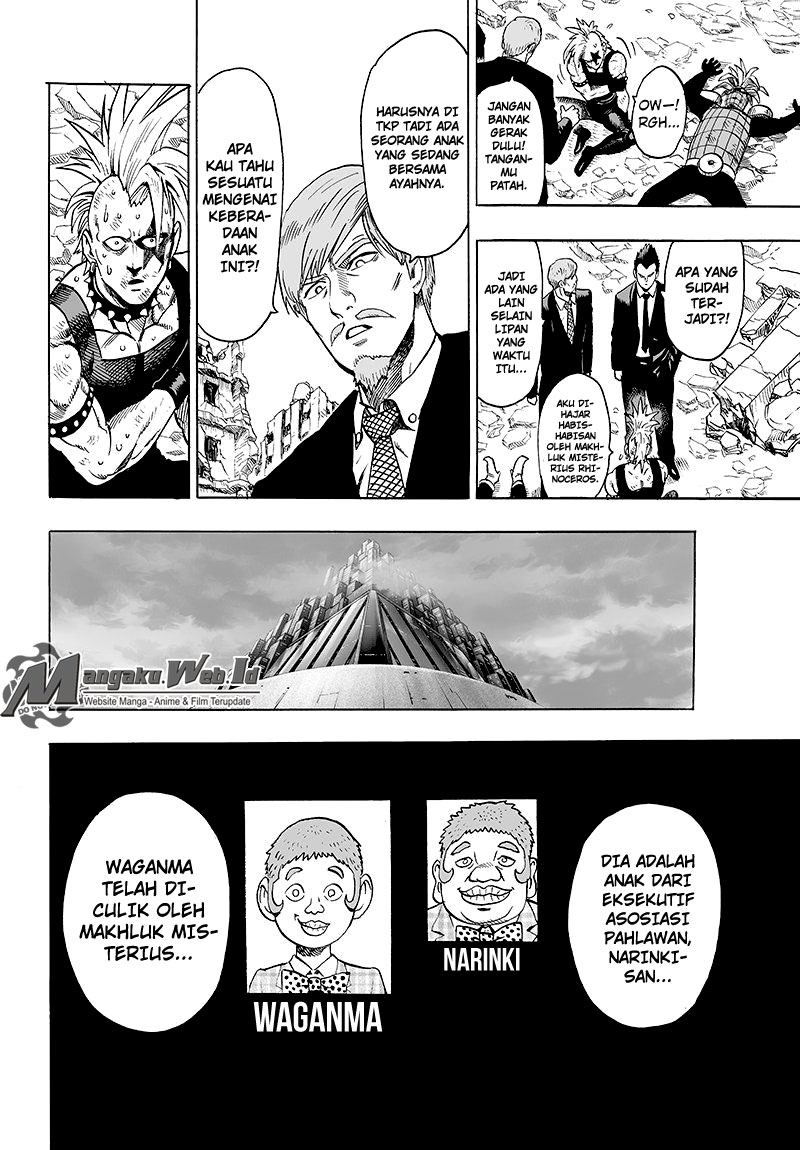 OW—!
RGH...
JANGAN
BANYAK
GERAK
DULU!
TANGAN-
MU
PATAH.
HARUSNYA DI
TKP TADI ADA
SEORANG ANAK
YANG SEDANG
BERSAMA
AYAHNYA.
APA
KAU TAHU
SESUATU
MENGENAI
KEBERA-
DAAN
ANAK
INI?!
APA YANG
SUDAH
TER-
JADI?!
JADI
ADA YANG
LAIN
SELAIN
LIPAN
YANG
WAKTU
ITU...
AKU DI-
HAJAR
HABIS-
HABISAN
OLEH MAKH-
LUK MISTE-
RIUS RHI-
NOCEROS.
Mangaku.Web.Id
Website Manga - Anime & Film Terupdate
DIA ADALAH
ANAK DARI
EKSEKUTIF
ASOSIASI
PAHLAWAN,
NARINKI-
SAN...
NARINKI
WAGANMA
WAGANMA
TELAH DI-
CULIK OLEH
MAKHLUK MIS-
TERIUS...